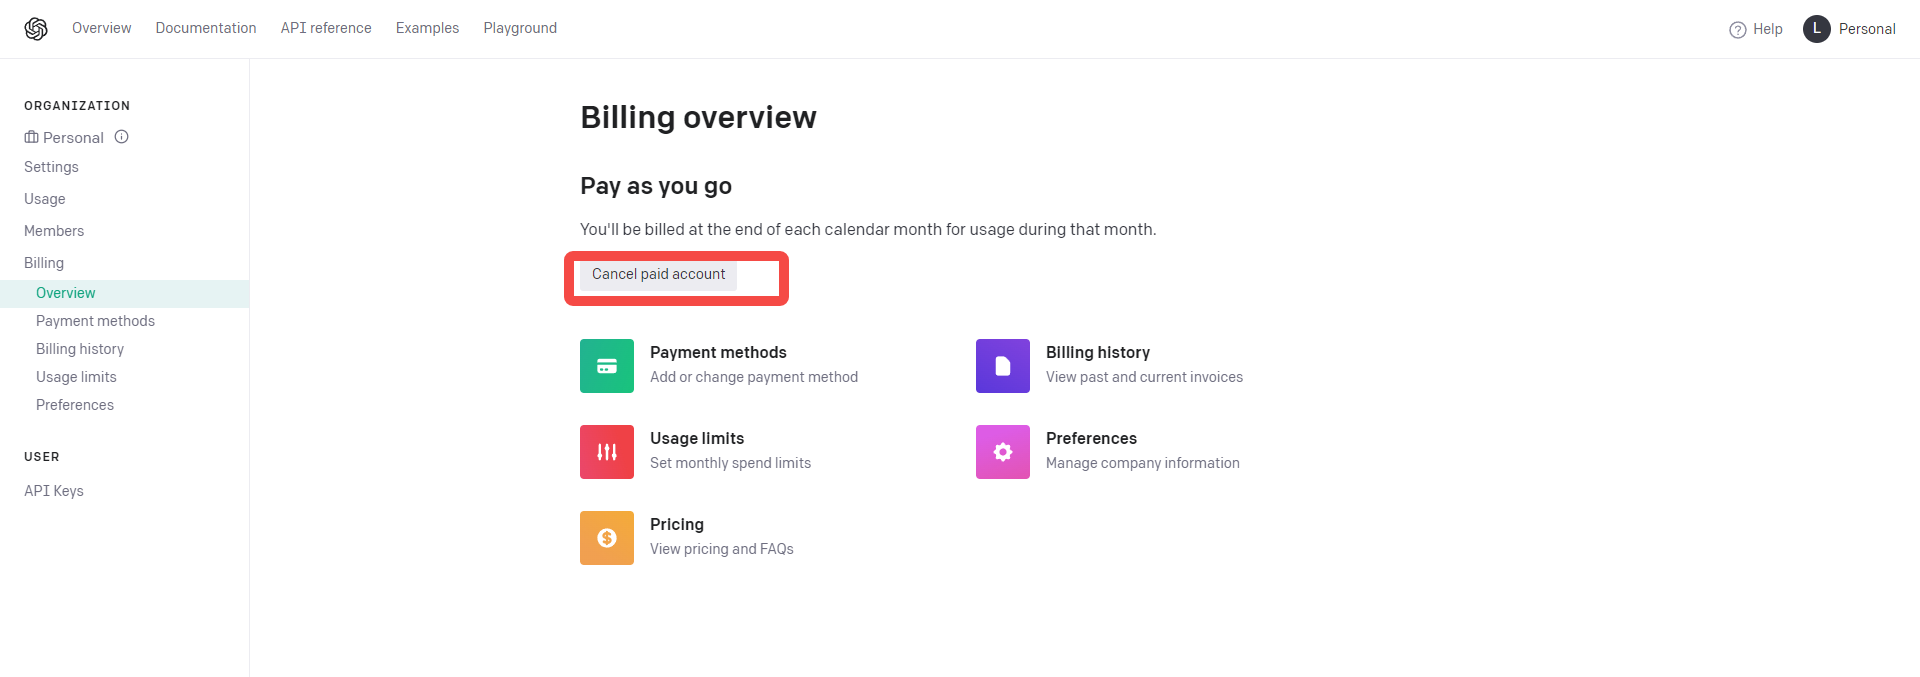 Overview Documentation API reference Examples Playground
Help L Personal
ORGANIZATION
Personal
Settings
Usage
Members
Billing
Overview
Payment methods
Billing history
Usage limits
Preferences
USER
API Keys
Billing overview
Pay as you go
You'll be billed at the end of each calendar month for usage during that month.
Cancel paid account
Payment methods
Add or change payment method
Billing history
View past and current invoices
Usage limits
Set monthly spend limits
Preferences
Manage company information
Pricing
View pricing and FAQs